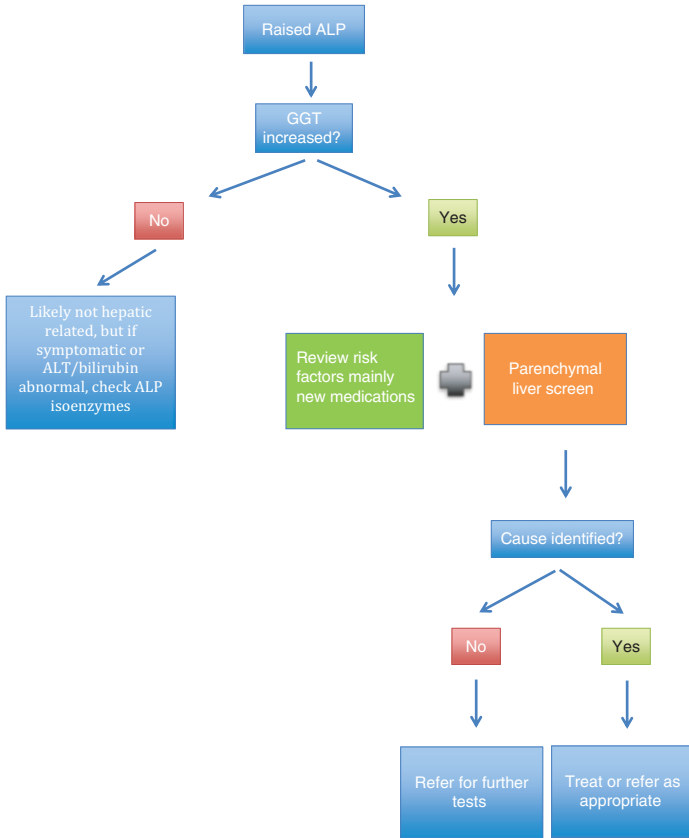 Raised ALP
GGT
increased?
No
Yes
Likely not hepatic
related, but if
symptomatic or
ALT/bilirubin
abnormal, check ALP
isoenzymes
Review risk
factors mainly
new medications
Parenchymal
liver screen
Cause identified?
No
Yes
Refer for further
tests
Treat or refer as
appropriate